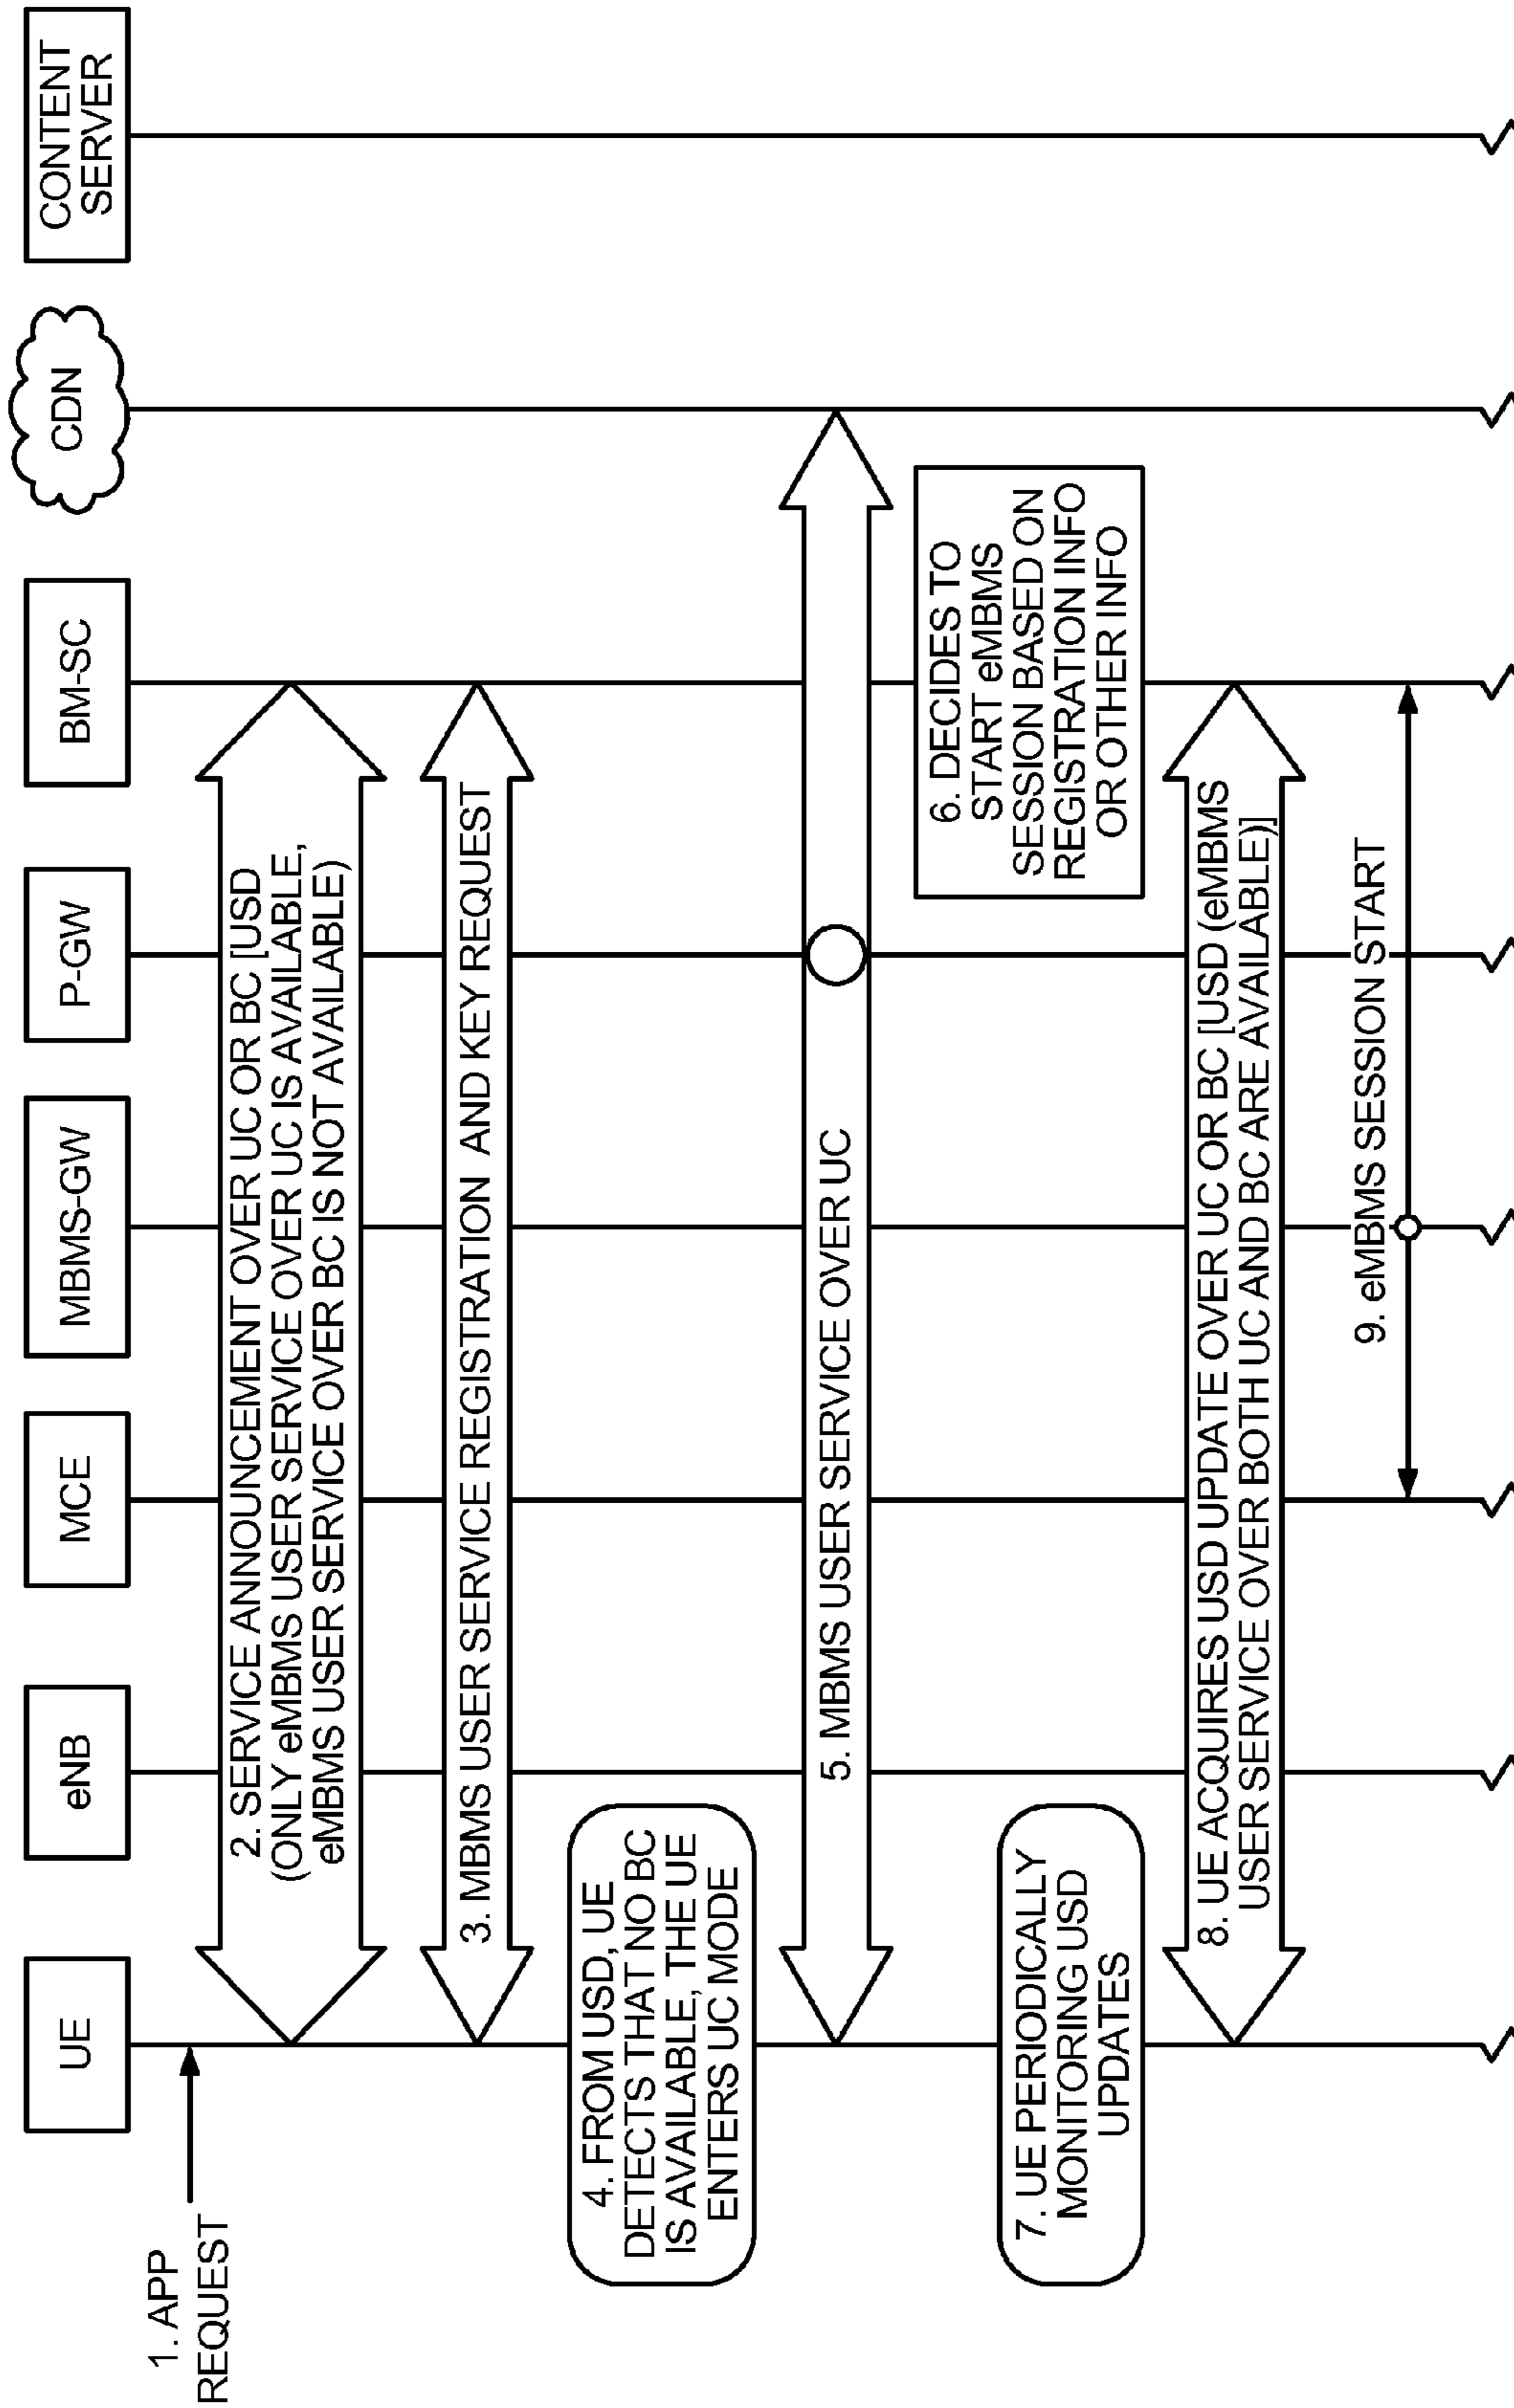 UE
eNB
MCE
MBMS-GW
P-GW
BM-SC
CDN
CONTENT
SERVER
1. APP
REQUEST
2. SERVICE ANNOUNCEMENT OVER UC OR BC [USD
(ONLY eMBMS USER SERVICE OVER UC IS AVAILABLE,
eMBMS USER SERVICE OVER BC IS NOT AVAILABLE)
3. MBMS USER SERVICE REGISTRATION AND KEY REQUEST
4. FROM USD, UE
DETECTS THAT NO BC
IS AVAILABLE, THE UE
ENTERS UC MODE
5. MBMS USER SERVICE OVER UC
6. DECIDES TO
START eMBMS
SESSION BASED ON
REGISTRATION INFO
OR OTHER INFO
7. UE PERIODICALLY
MONITORING USD
UPDATES
8. UE ACQUIRES USD UPDATE OVER UC OR BC [USD (eMBMS
USER SERVICE OVER BOTH UC AND BC ARE AVAILABLE)]
9. eMBMS SESSION START